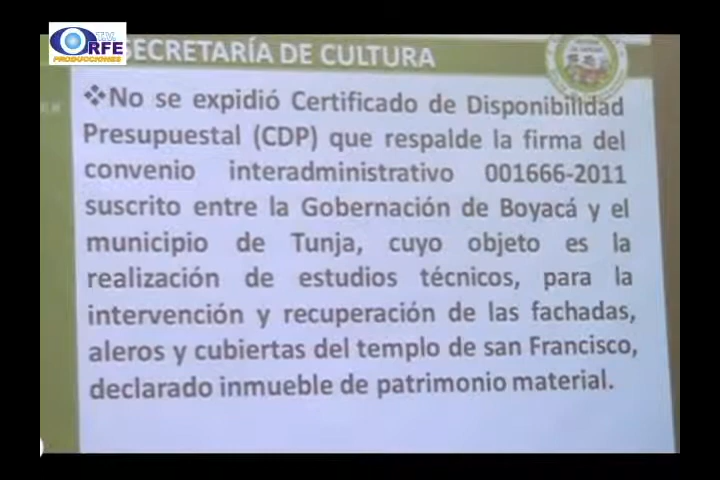 T.V.
ORFE
PRODUCCIONES
SECRETARÍA DE CULTURA
❖No se expidió Certificado de Disponibilidad
Presupuestal (CDP) que respalde la firma del
convenio interadministrativo 001666-2011
suscrito entre la Gobernación de Boyacá y el
municipio de Tunja, cuyo objeto es la
realización de estudios técnicos, para la
intervención y recuperación de las fachadas,
aleros y cubiertas del templo de san Francisco,
declarado inmueble de patrimonio material.